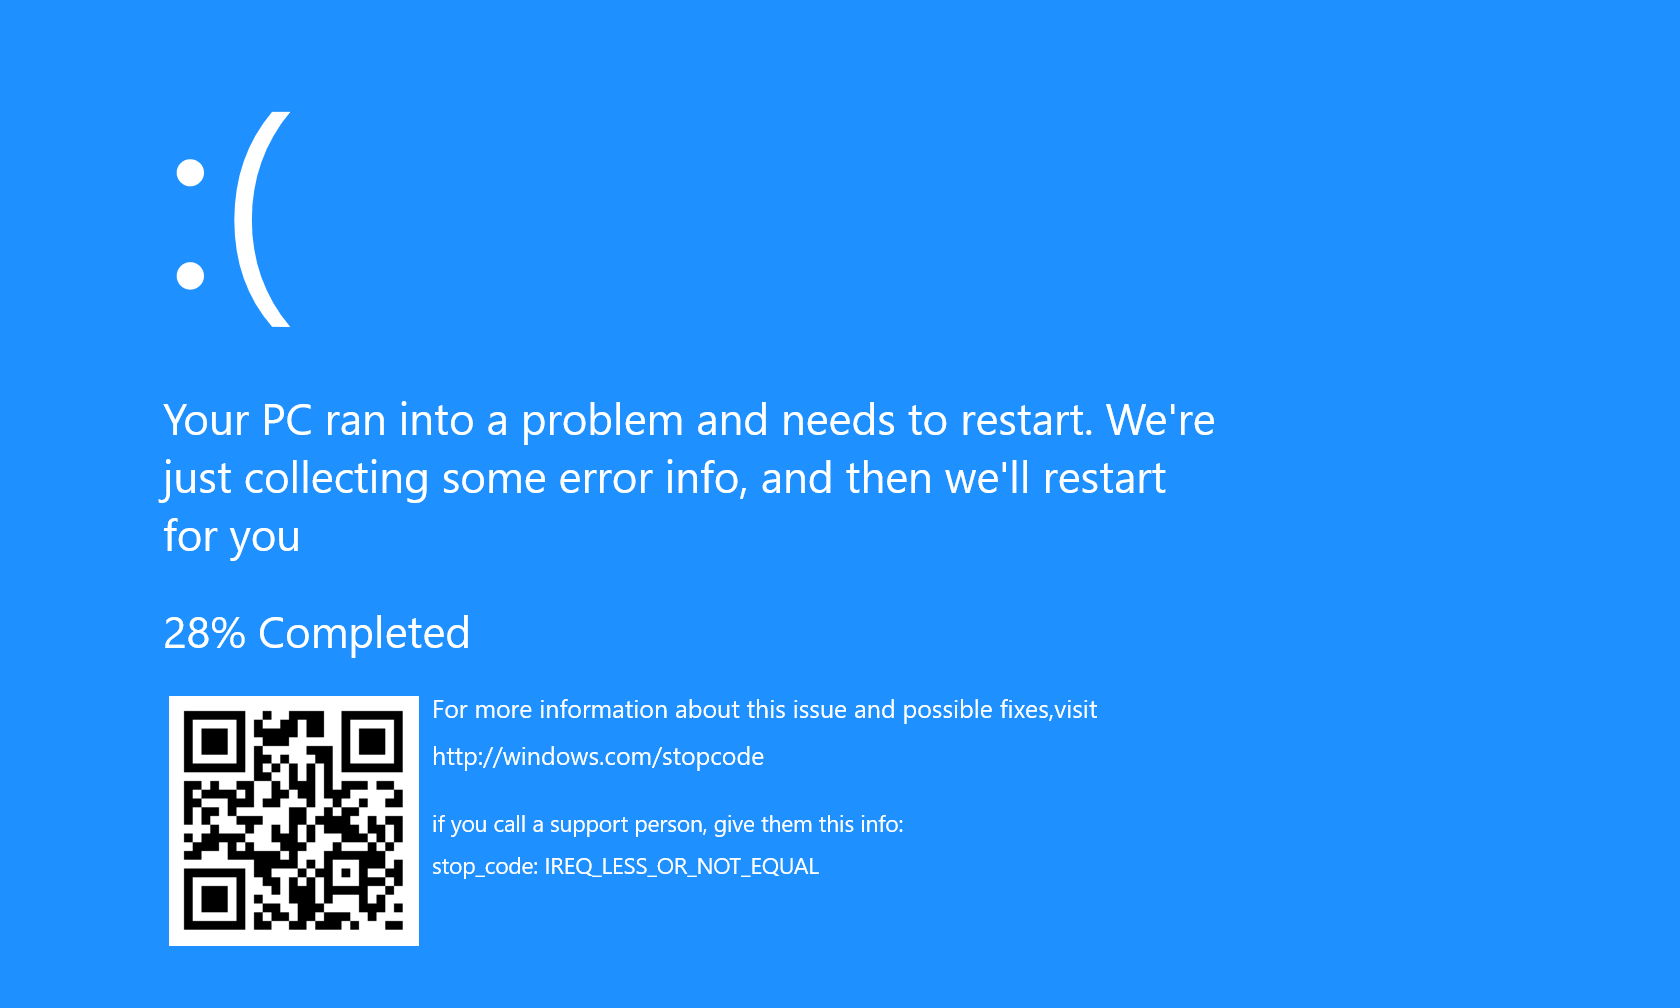 :(
Your PC ran into a problem and needs to restart. We're
just collecting some error info, and then we'll restart
for you
28% Completed
For more information about this issue and possible fixes,visit
http://windows.com/stopcode
if you call a support person, give them this info:
stop_code: IREQ_LESS_OR_NOT_EQUAL